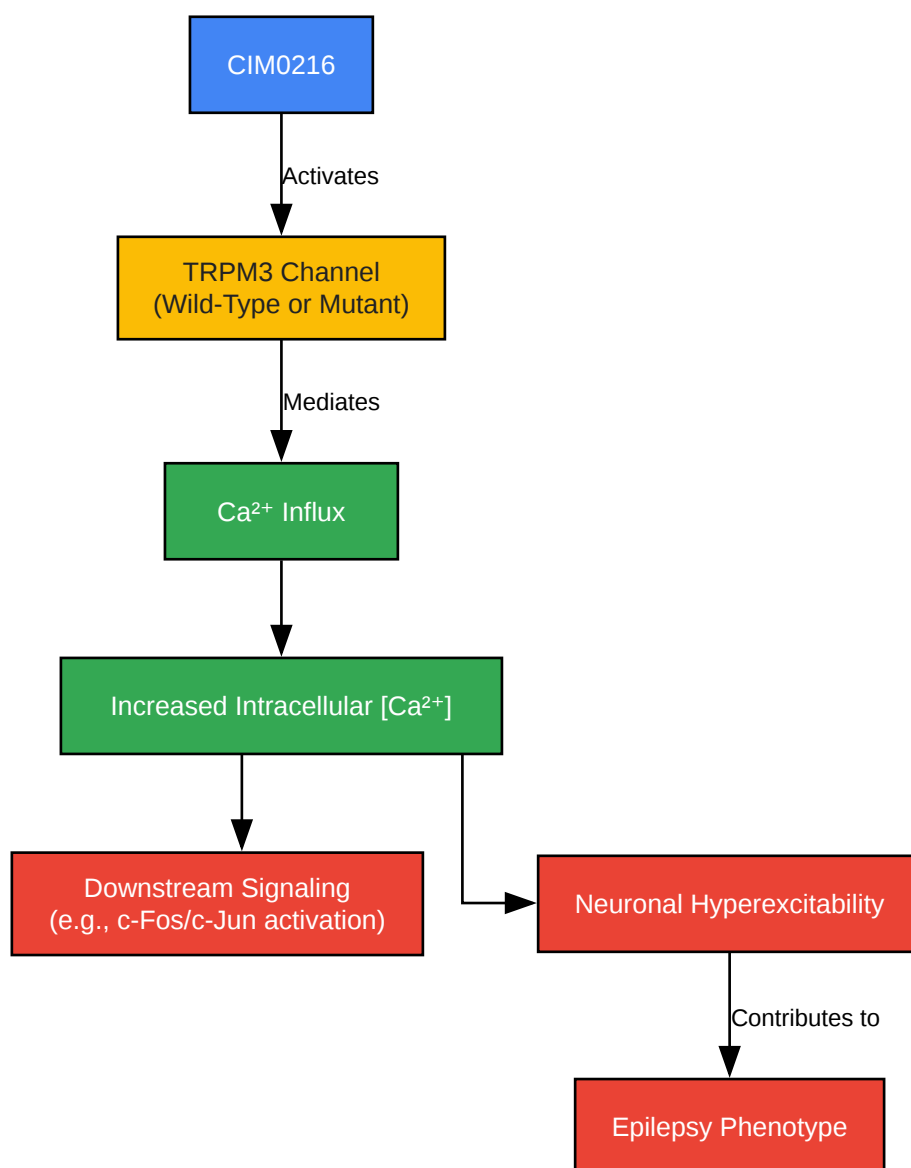 CIM0216
Activates
TRPM3 Channel
(Wild-Type or Mutant)
Mediates
Ca²⁺ Influx
Increased Intracellular [Ca²⁺]
Downstream Signaling
(e.g., c-Fos/c-Jun activation)
Neuronal Hyperexcitability
Contributes to
Epilepsy Phenotype